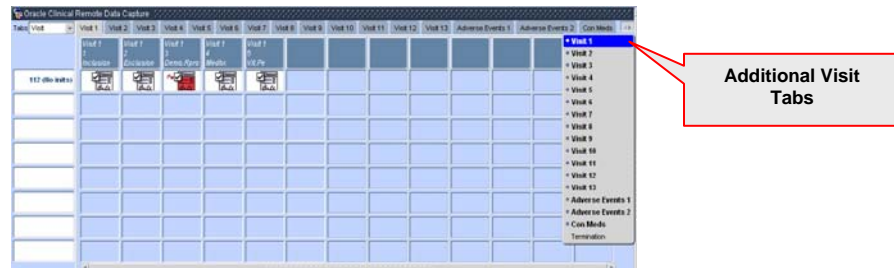 Oracle Clinical Remote Data Capture
Tabs Visit Visit 1 Visit 2 Visit 3 Visit 4 Visit 5 Visit 6 Visit 7 Visit 8 Visit 9 Visit 10 Visit 11 Visit 12 Visit 13 Adverse Events 1 Adverse Events 2 Con Meds
Visit 1 Visit 1 Visit 1 Visit 1 Visit 1
1 2 3 4 5
Inclusion Exclusion Demo,Rpro Medhx Vit,Pe
112 (No inits)
Visit 1
Visit 2
Visit 3
Visit 4
Visit 5
Visit 6
Visit 7
Visit 8
Visit 9
Visit 10
Visit 11
Visit 12
Visit 13
Adverse Events 1
Adverse Events 2
Con Meds
Termination
Additional Visit
Tabs